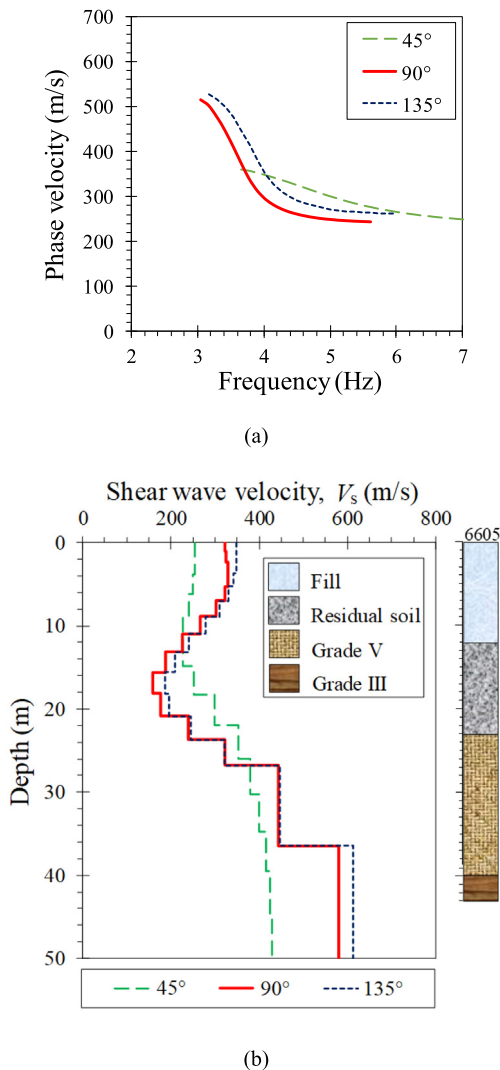 700
600
500
400
300
200
100
0
Phase velocity (m/s)
45°
90°
135°
2 3 4 5 6 7
Frequency (Hz)
(a)
Shear wave velocity, Vs (m/s)
0 200 400 600 800
0
10
20
30
40
50
Depth (m)
6605
Fill
Residual soil
Grade V
Grade III
45° 90° 135°
(b)